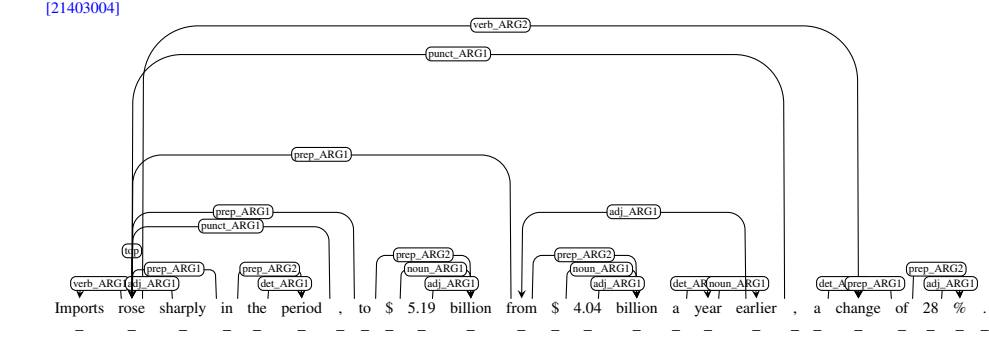 [21403004]
verb_ARG2
punct_ARG1
prep_ARG1
prep_ARG1 adj_ARG1
punct_ARG1
top prep_ARG2 prep_ARG2
prep_ARG1 prep_ARG2 noun_ARG1 noun_ARG1 prep_ARG2
verb_ARG1 adj_ARG1 det_ARG1 adj_ARG1 adj_ARG1 det_AR noun_ARG1 det_A prep_ARG1 adj_ARG1
Imports rose sharply in the period , to $ 5.19 billion from $ 4.04 billion a year earlier , a change of 28 % .
_ _ _ _ _ _ _ _ _ _ _ _ _ _ _ _ _ _ _ _ _ _ _ _ _